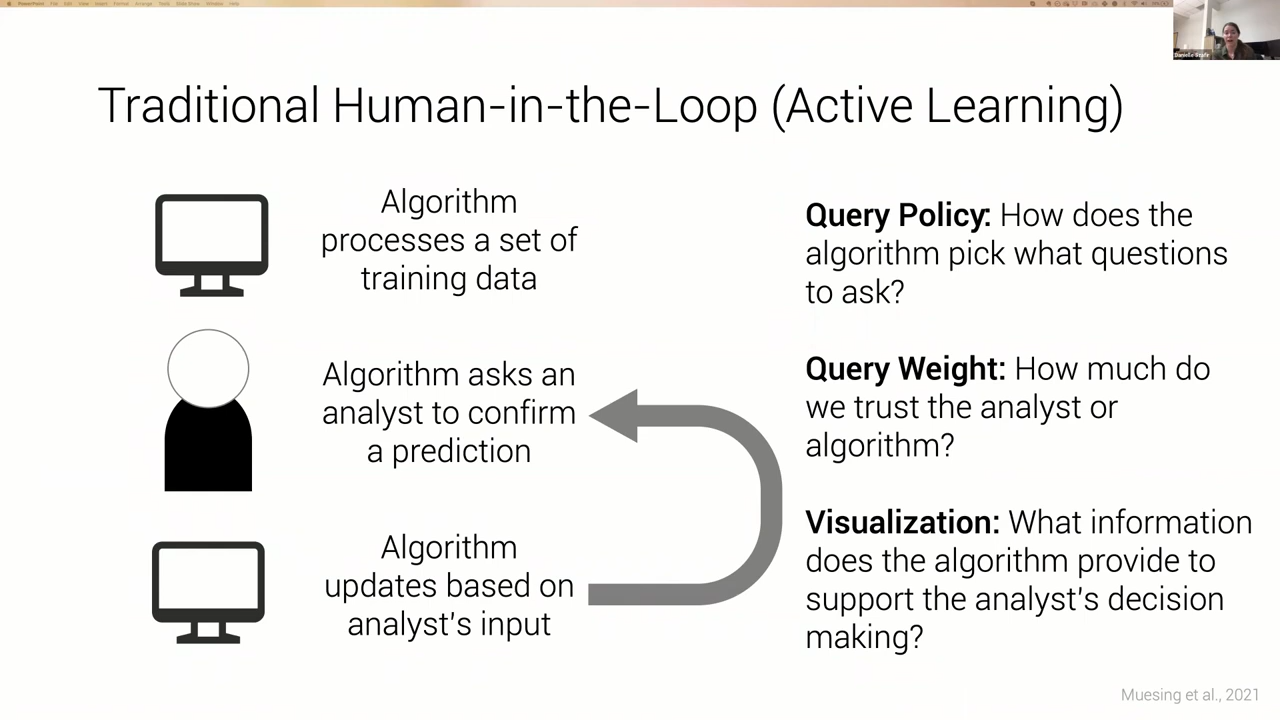 Traditional Human-in-the-Loop (Active Learning)
Algorithm
processes a set of
training data
Algorithm asks an
analyst to confirm
a prediction
Algorithm
updates based on
analyst's input
Query Policy: How does the
algorithm pick what questions
to ask?
Query Weight: How much do
we trust the analyst or
algorithm?
Visualization: What information
does the algorithm provide to
support the analyst's decision
making?
Muesing et al., 2021